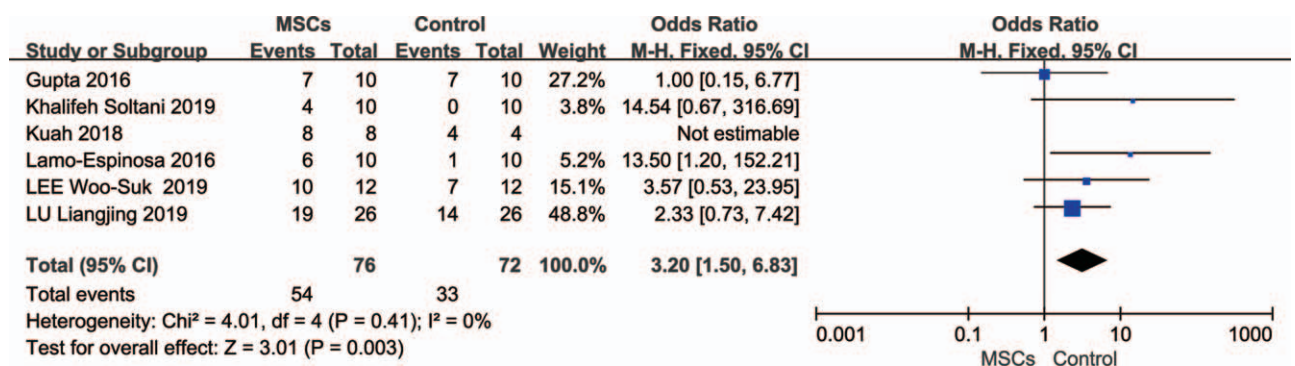 MSCs Control Odds Ratio Odds Ratio
Study or Subgroup Events Total Events Total Weight M-H, Fixed, 95% CI M-H, Fixed, 95% CI
Gupta 2016 7 10 7 10 27.2% 1.00 [0.15, 6.77]
Khalifeh Soltani 2019 4 10 0 10 3.8% 14.54 [0.67, 316.69]
Kuah 2018 8 8 4 4 Not estimable
Lamo-Espinosa 2016 6 10 1 10 5.2% 13.50 [1.20, 152.21]
LEE Woo-Suk 2019 10 12 7 12 15.1% 3.57 [0.53, 23.95]
LU Liangjing 2019 19 26 14 26 48.8% 2.33 [0.73, 7.42]
Total (95% CI) 76 72 100.0% 3.20 [1.50, 6.83]
Total events 54 33
Heterogeneity: Chi² = 4.01, df = 4 (P = 0.41); I² = 0%
Test for overall effect: Z = 3.01 (P = 0.003)
0.001 0.1 1 10 1000
MSCs Control